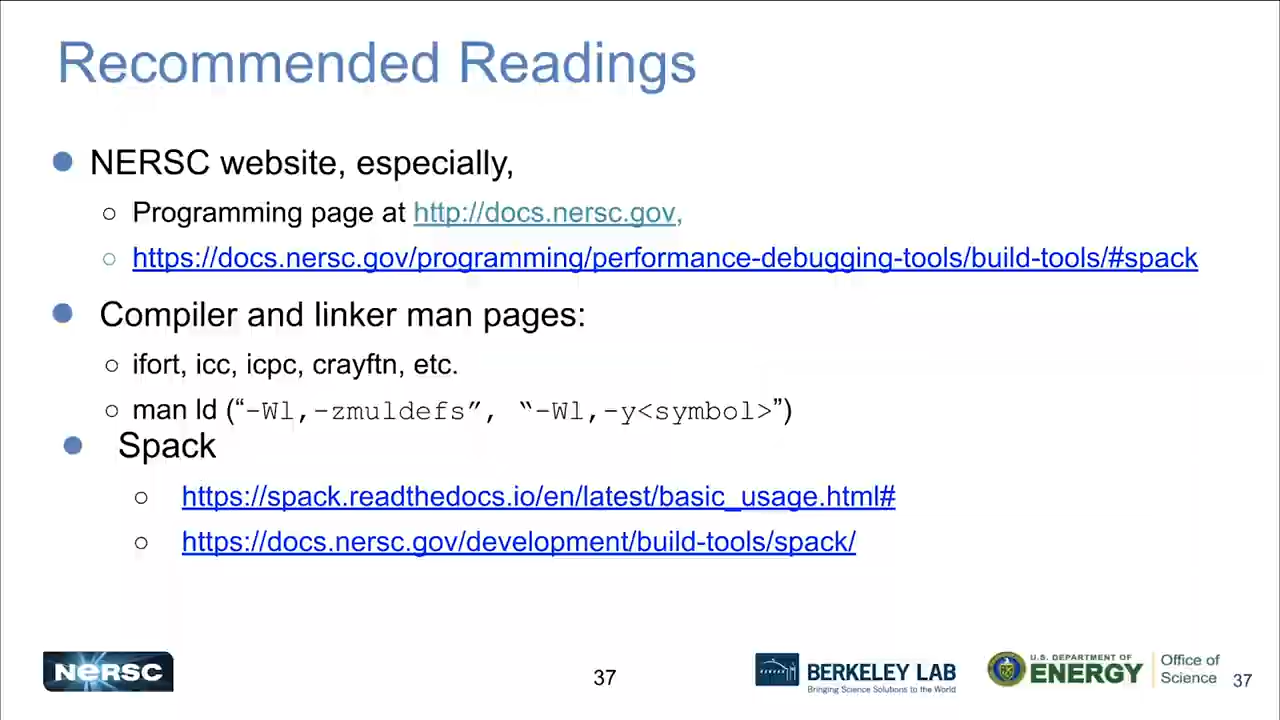 Recommended Readings
● NERSC website, especially,
○ Programming page at http://docs.nersc.gov,
○ https://docs.nersc.gov/programming/performance-debugging-tools/build-tools/#spack
● Compiler and linker man pages:
○ ifort, icc, icpc, crayftn, etc.
○ man ld (“-Wl,-zmuldefs”, “-Wl,-y<symbol>”)
● Spack
○ https://spack.readthedocs.io/en/latest/basic_usage.html#
○ https://docs.nersc.gov/development/build-tools/spack/
NERSC
37
BERKELEY LAB
Bringing Science Solutions to the World
U.S. DEPARTMENT OF
ENERGY
Office of
Science
37